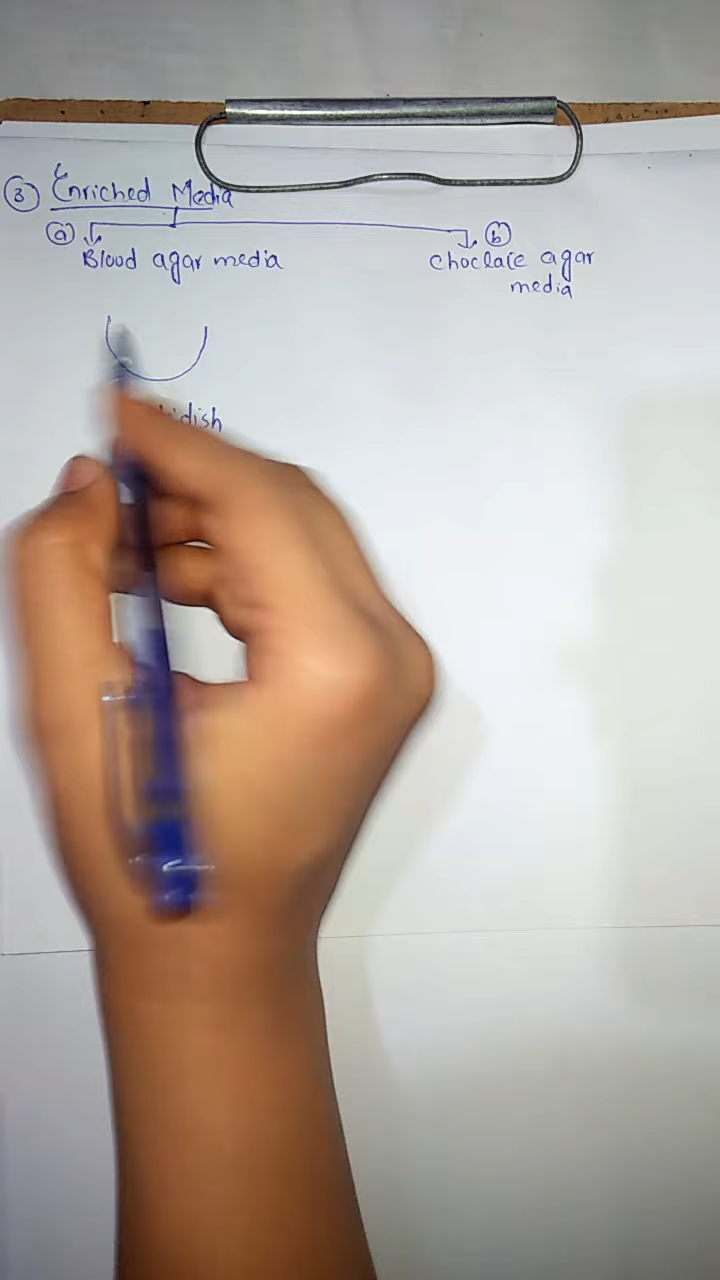 ③ Enriched Media
ⓐ
Blood agar media
ⓑ
Choclate agar
media